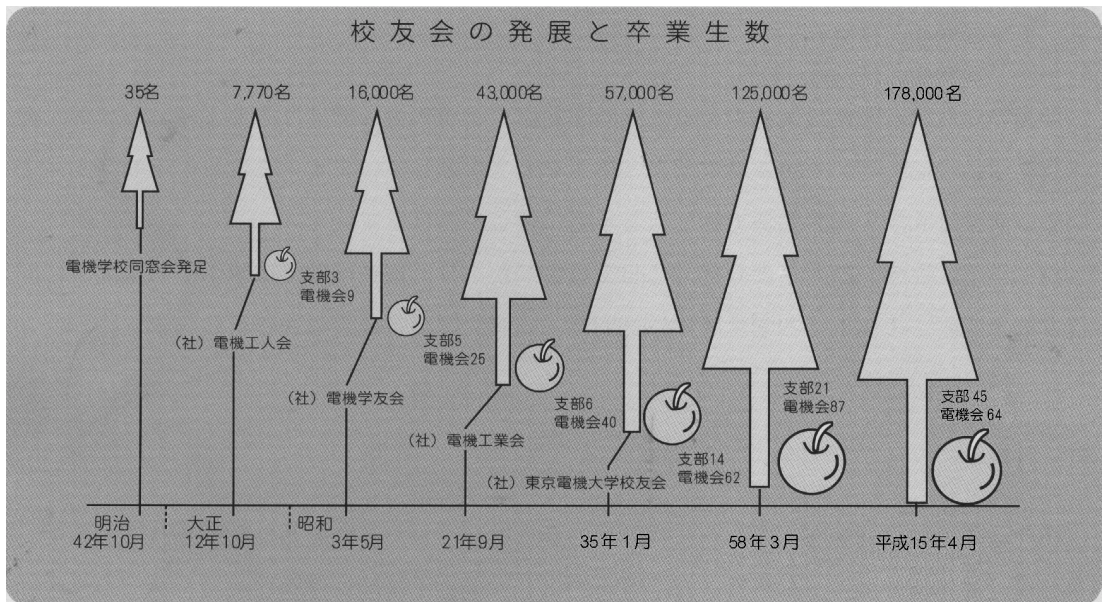 校友会の発展と卒業生数
35名
7,770名
16,000名
43,000名
57,000名
125,000名
178,000名
電機学校同窓会発足
支部3
電機会9
(社)電機工人会
支部5
電機会25
(社)電機学友会
支部6
電機会40
(社)電機工業会
支部14
電機会62
(社)東京電機大学校友会
支部21
電機会87
支部45
電機会64
明治
42年10月
大正
12年10月
昭和
3年5月
21年9月
35年1月
58年3月
平成15年4月